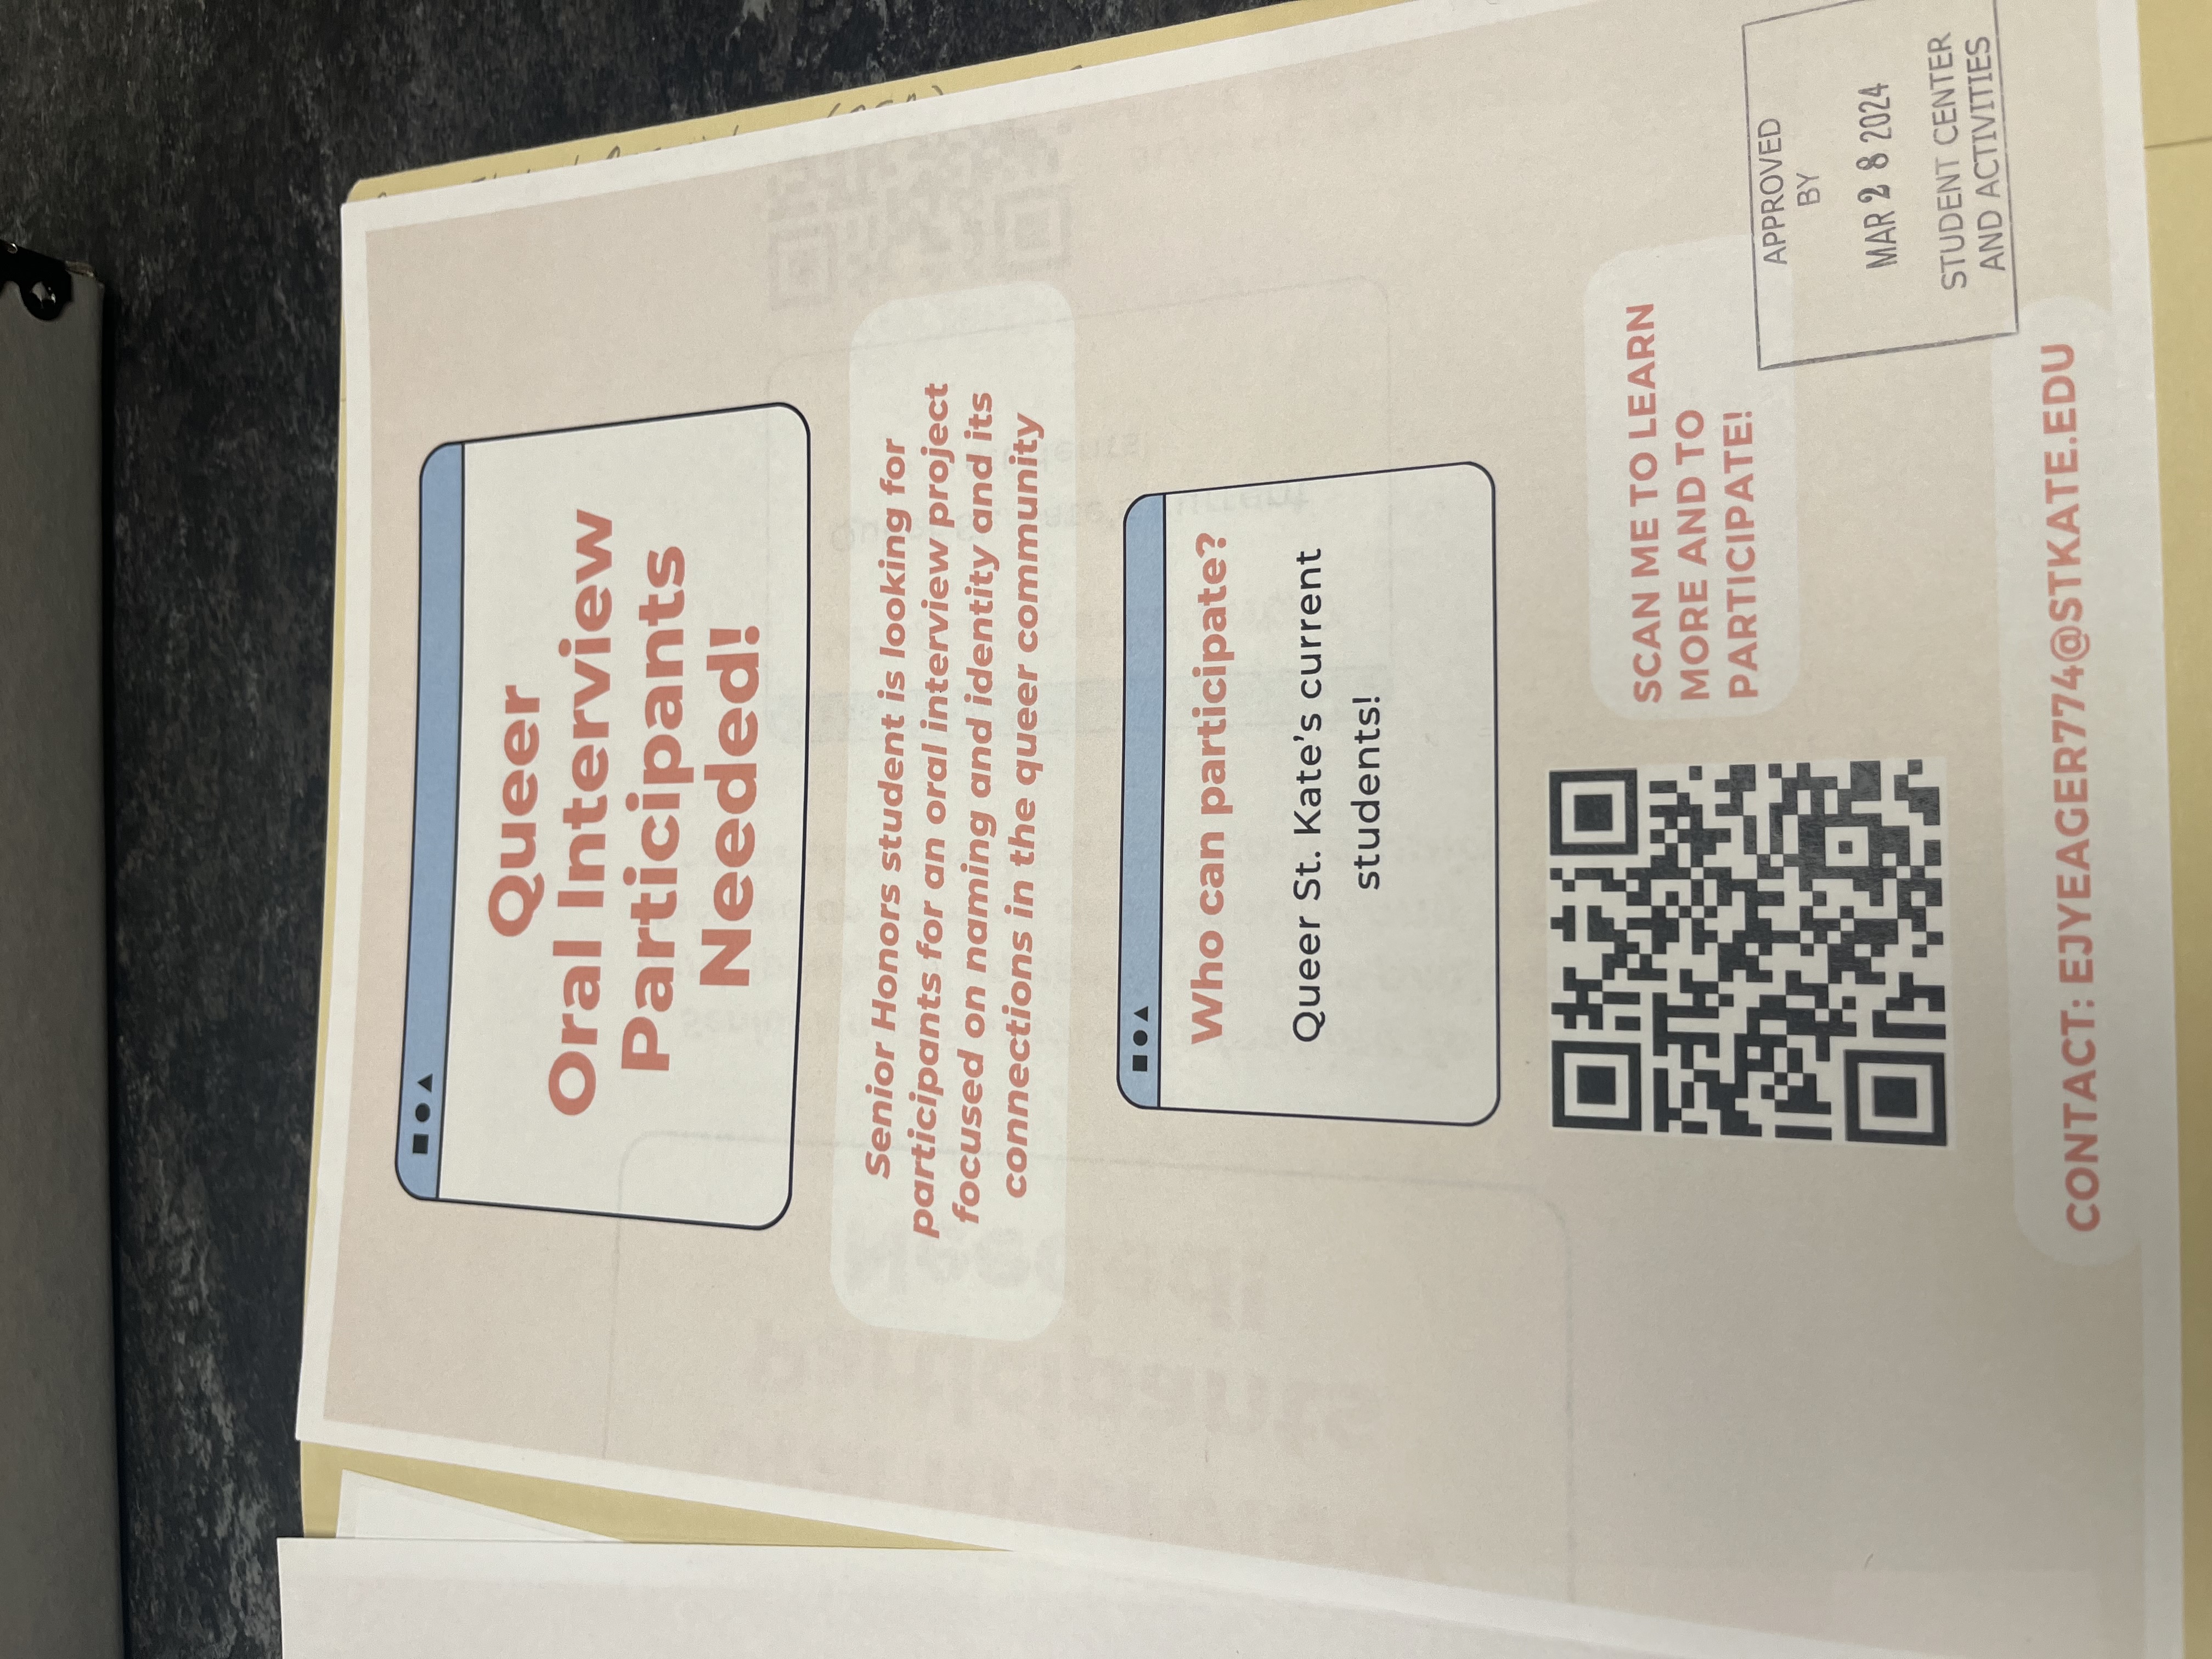 Queer
Oral Interview
Participants
Needed!
Senior Honors student is looking for
participants for an oral interview project
focused on naming and identity and its
connections in the queer community
Who can participate?
Queer St. Kate's current
students!
SCAN ME TO LEARN
MORE AND TO
PARTICIPATE!
APPROVED
BY
MAR 28 2024
STUDENT CENTER
AND ACTIVITIES
CONTACT: EJYEAGER774@STKATE.EDU